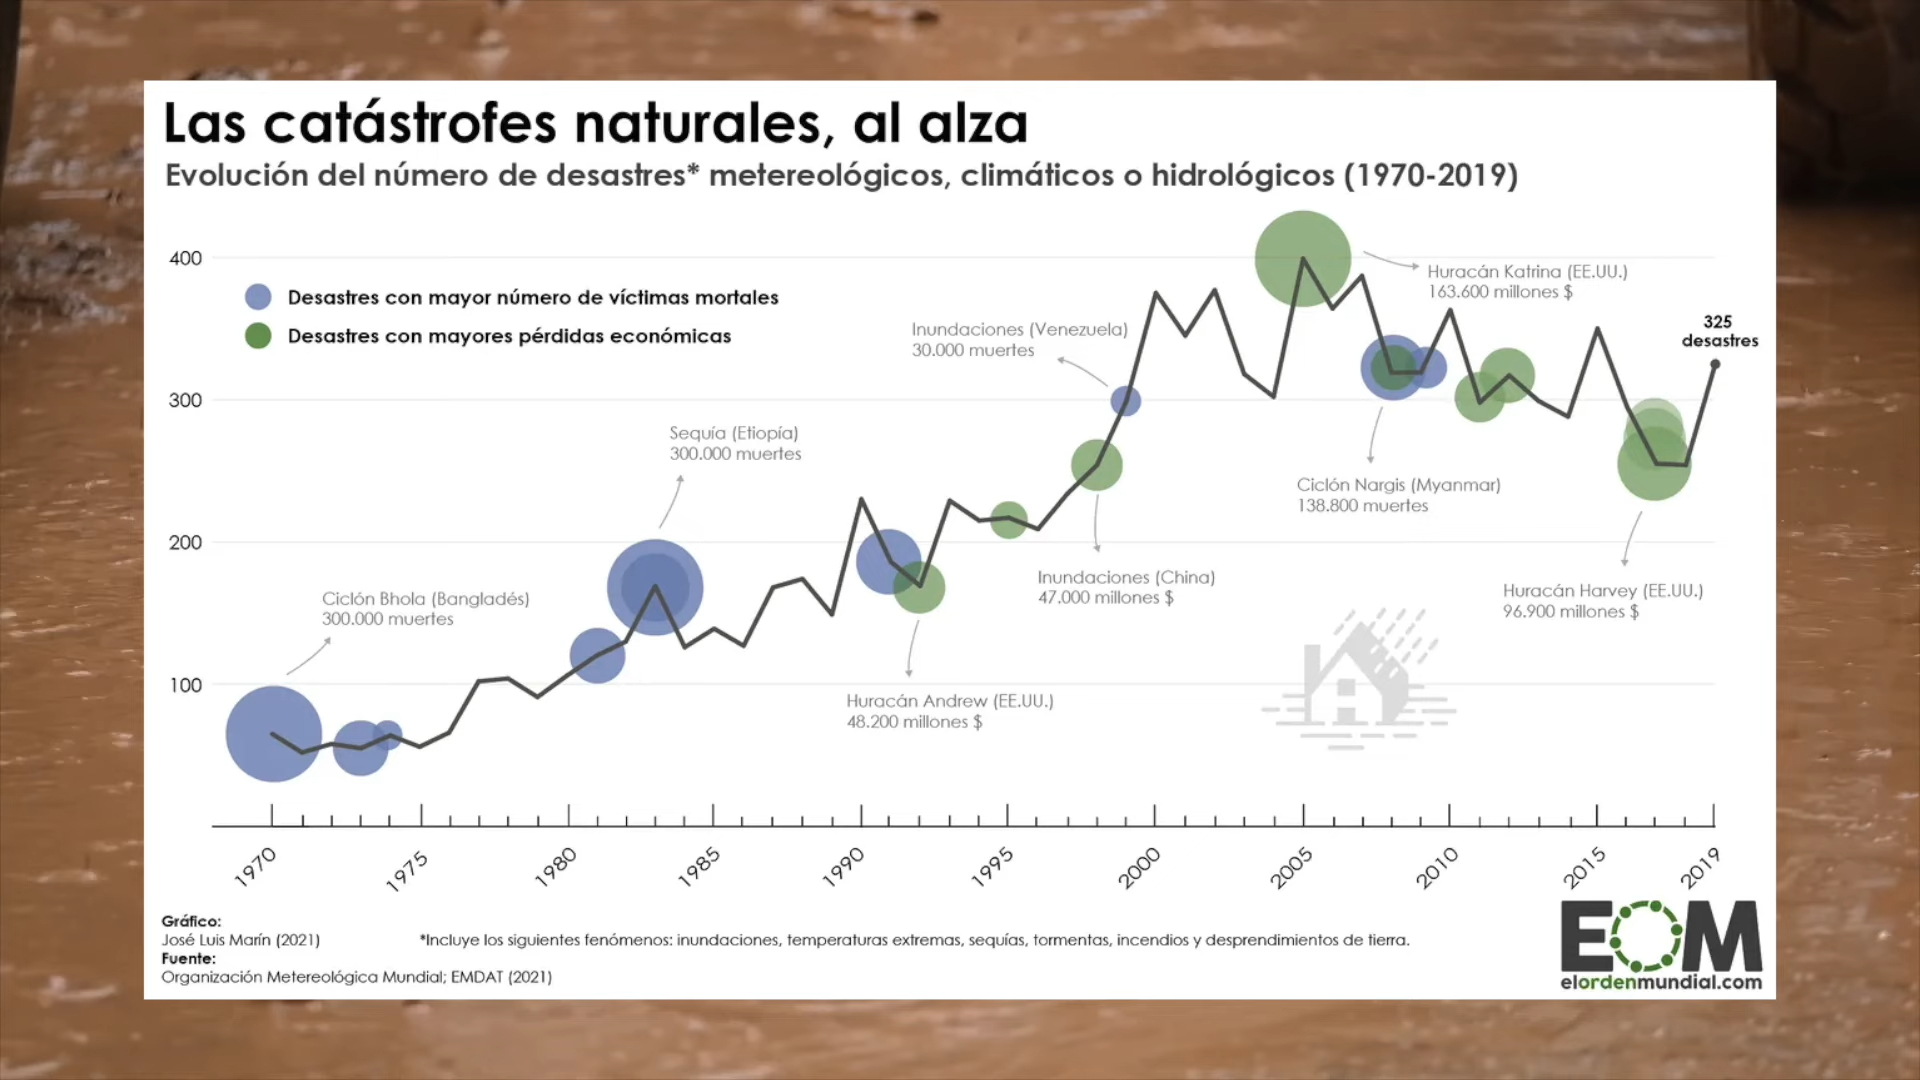 Las catástrofes naturales, al alza
Evolución del número de desastres* metereológicos, climáticos o hidrológicos (1970-2019)
400
300
200
100
Desastres con mayor número de víctimas mortales
Desastres con mayores pérdidas económicas
Ciclón Bhola (Bangladés)
300.000 muertes
Sequía (Etiopía)
300.000 muertes
Huracán Andrew (EE.UU.)
48.200 millones $
Inundaciones (Venezuela)
30.000 muertes
Inundaciones (China)
47.000 millones $
Huracán Katrina (EE.UU.)
163.600 millones $
Ciclón Nargis (Myanmar)
138.800 muertes
Huracán Harvey (EE.UU.)
96.900 millones $
325
desastres
1970
1975
1980
1985
1990
1995
2000
2005
2010
2015
2019
Gráfico:
José Luis Marín (2021)
Fuente:
Organización Metereológica Mundial; EMDAT (2021)
*Incluye los siguientes fenómenos: inundaciones, temperaturas extremas, sequías, tormentas, incendios y desprendimientos de tierra.
EOM
elordenmundial.com